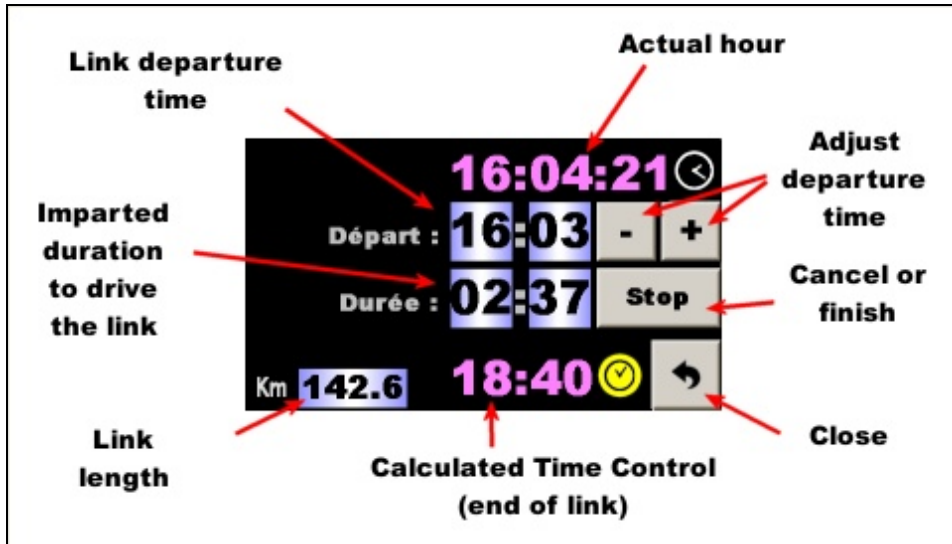 Actual hour
Link departure
time
16:04:21
Adjust
departure
time
Imparted
duration
to drive
the link
Départ : 16:03 - +
Durée : 02:37 Stop
Cancel or
finish
Km 142.6 18:40
Link
length
Calculated Time Control
(end of link)
Close